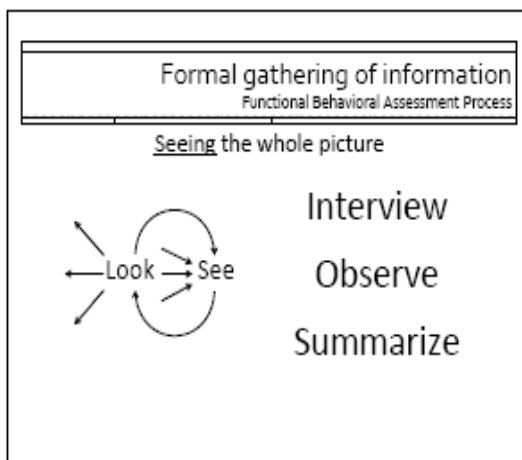 Formal gathering of information
Functional Behavioral Assessment Process
Seeing the whole picture
Look See
Interview
Observe
Summarize